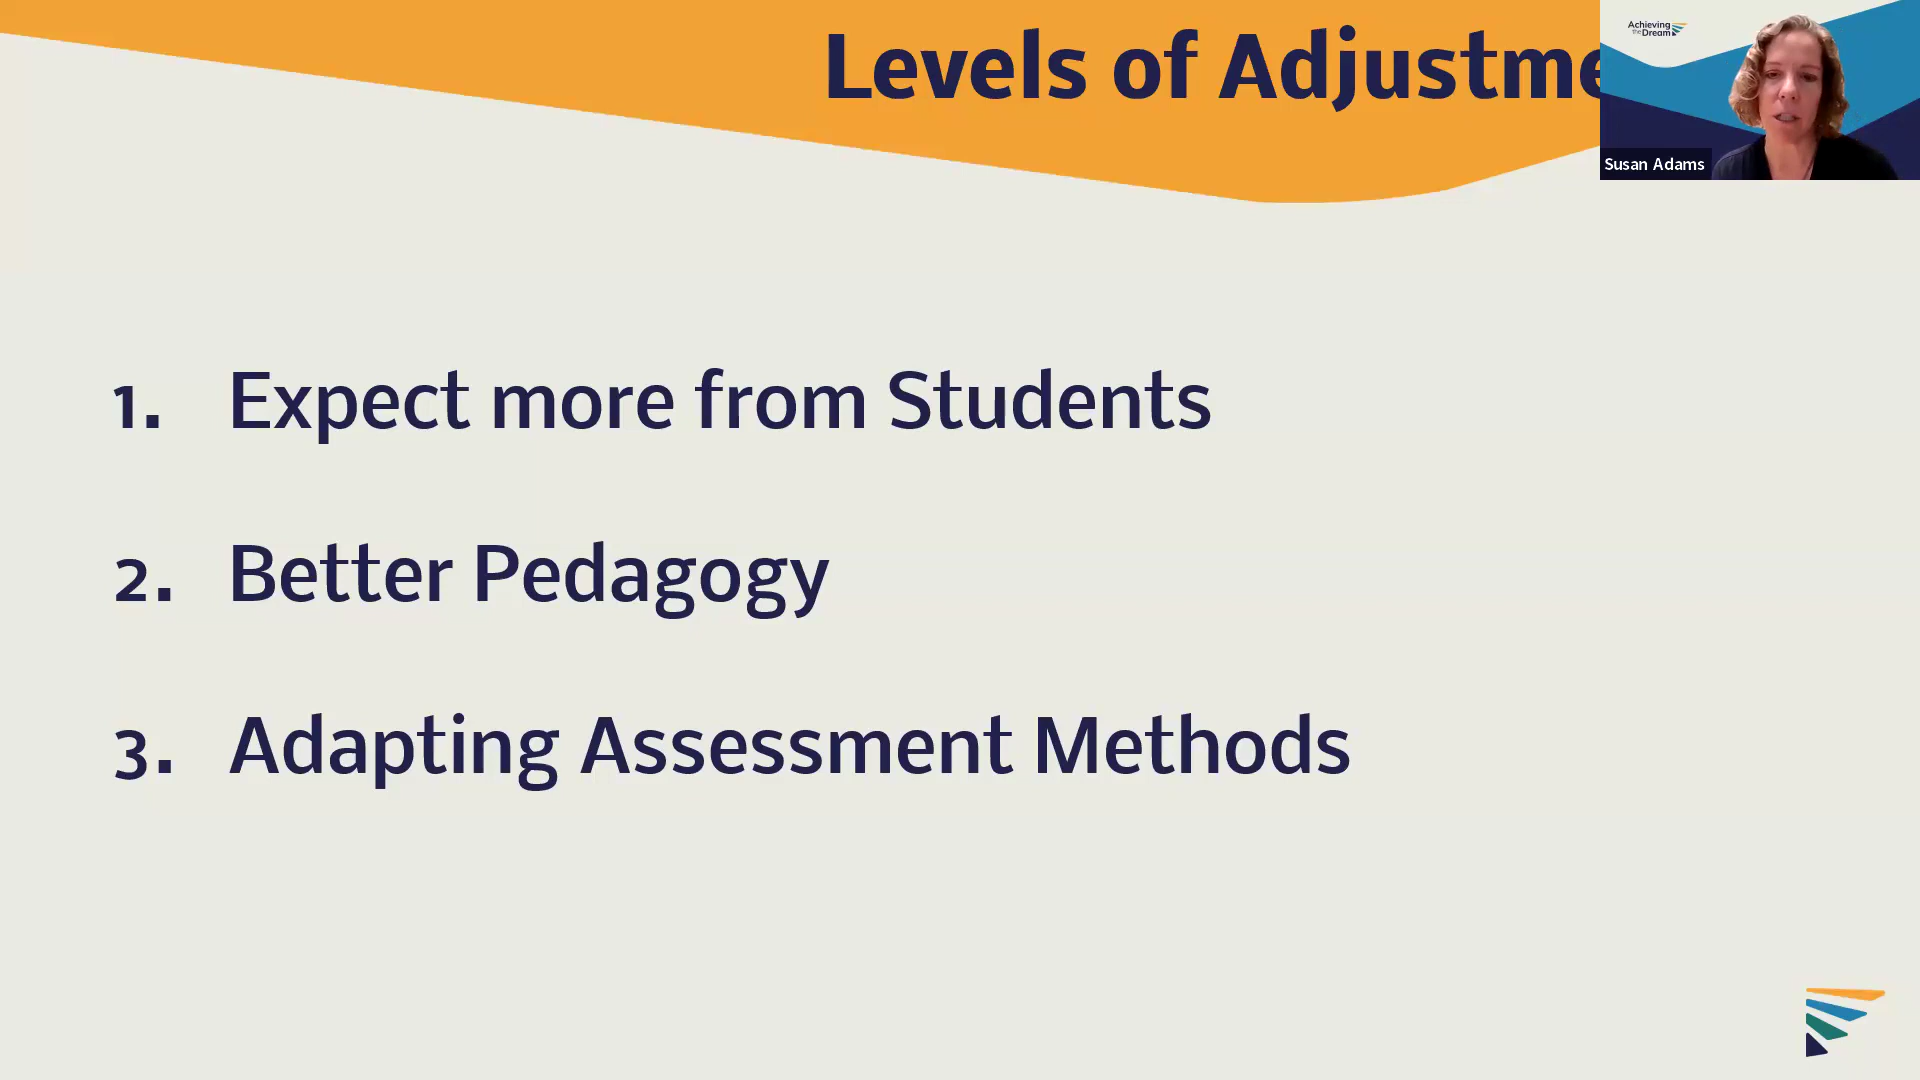 Levels of Adjustme
Achieving
the Dream
Susan Adams
1. Expect more from Students
2. Better Pedagogy
3. Adapting Assessment Methods